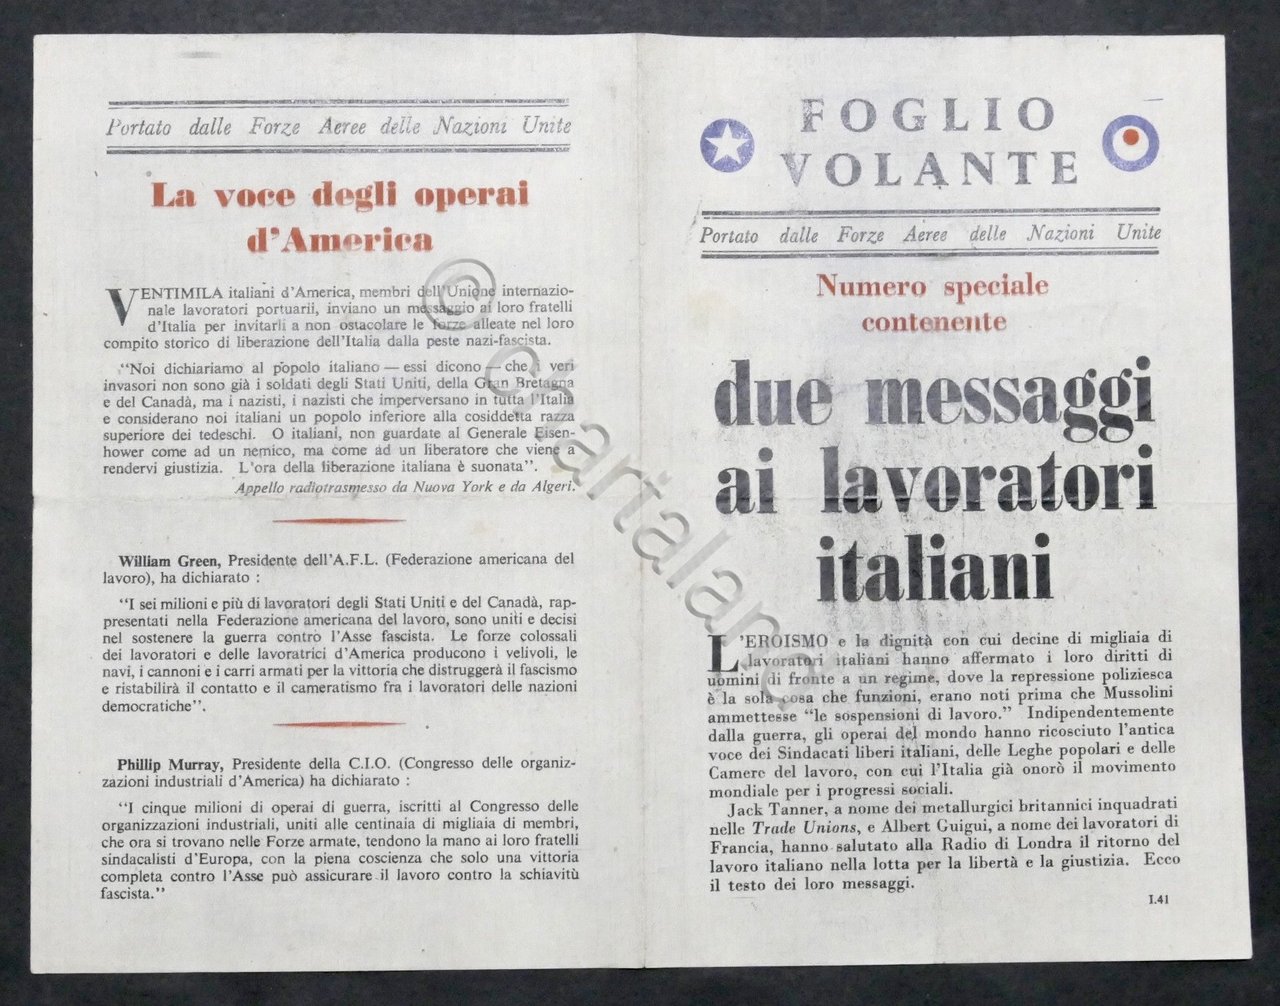 Portato dalle Forze Aeree delle Nazioni Unite
La voce degli operai
d'America
VENTIMILA italiani d'America, membri dell'Unione internazio-
nale lavoratori portuarii, inviano un messaggio ai loro fratelli
d'Italia per invitarli a non ostacolare le forze alleate nel loro
compito storico di liberazione dell'Italia dalla peste nazi-fascista.
"Noi dichiariamo al popolo italiano — essi dicono — che i veri
invasori non sono già i soldati degli Stati Uniti, della Gran Bretagna
e del Canadà, ma i nazisti, i nazisti che imperversano in tutta l'Italia
e considerano noi italiani un popolo inferiore alla cosiddetta razza
superiore dei tedeschi. O italiani, non guardate al Generale Eisen-
hower come ad un nemico, ma come ad un liberatore che viene a
rendervi giustizia. L'ora della liberazione italiana è suonata".
Appello radiotrasmesso da Nuova York e da Algeri.
William Green, Presidente dell'A.F.L. (Federazione americana del
lavoro), ha dichiarato :
"I sei milioni e più di lavoratori degli Stati Uniti e del Canadà, rap-
presentati nella Federazione americana del lavoro, sono uniti e decisi
nel sostenere la guerra contro l'Asse fascista. Le forze colossali
dei lavoratori e delle lavoratrici d'America producono i velivoli, le
navi, i cannoni e i carri armati per la vittoria che distruggerà il fascismo
e ristabilirà il contatto e il cameratismo fra i lavoratori delle nazioni
democratiche".
Phillip Murray, Presidente della C.I.O. (Congresso delle organiz-
zazioni industriali d'America) ha dichiarato :
"I cinque milioni di operai di guerra, iscritti al Congresso delle
organizzazioni industriali, uniti alle centinaia di migliaia di membri,
che ora si trovano nelle Forze armate, tendono la mano ai loro fratelli
sindacalisti d'Europa, con la piena coscienza che solo una vittoria
completa contro l'Asse può assicurare il lavoro contro la schiavitù
fascista."
FOGLIO
VOLANTE
Portato dalle Forze Aeree delle Nazioni Unite
Numero speciale
contenente
due messaggi
ai lavoratori
italiani
L'EROISMO e la dignità con cui decine di migliaia di
lavoratori italiani hanno affermato i loro diritti di
uomini di fronte a un regime, dove la repressione poliziesca
è la sola cosa che funzioni, erano noti prima che Mussolini
ammettesse "le sospensioni di lavoro." Indipendentemente
dalla guerra, gli operai del mondo hanno ricosciuto l'antica
voce dei Sindacati liberi italiani, delle Leghe popolari e delle
Camere del lavoro, con cui l'Italia già onorò il movimento
mondiale per i progressi sociali.
Jack Tanner, a nome dei metallurgici britannici inquadrati
nelle Trade Unions, e Albert Guigui, a nome dei lavoratori di
Francia, hanno salutato alla Radio di Londra il ritorno del
lavoro italiano nella lotta per la libertà e la giustizia. Ecco
il testo dei loro messaggi.
I.41